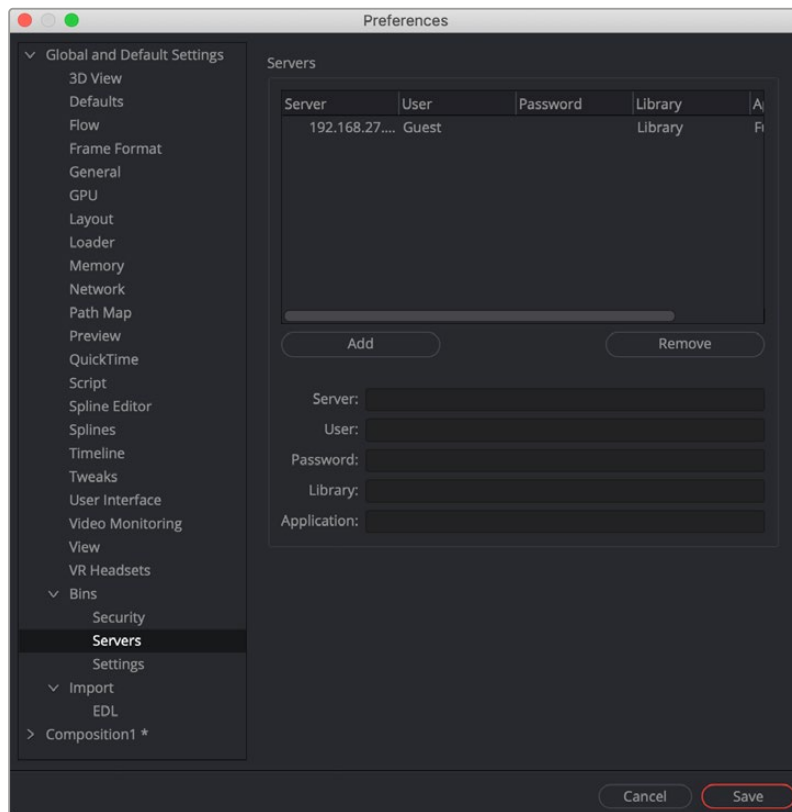 Preferences
Global and Default Settings
3D View
Defaults
Flow
Frame Format
General
GPU
Layout
Loader
Memory
Network
Path Map
Preview
QuickTime
Script
Spline Editor
Splines
Timeline
Tweaks
User Interface
Video Monitoring
View
VR Headsets
Bins
Security
Servers
Settings
Import
EDL
Composition1 *
Servers
Server User Password Library
192.168.27.... Guest Library
Add Remove
Server:
User:
Password:
Library:
Application:
Cancel Save